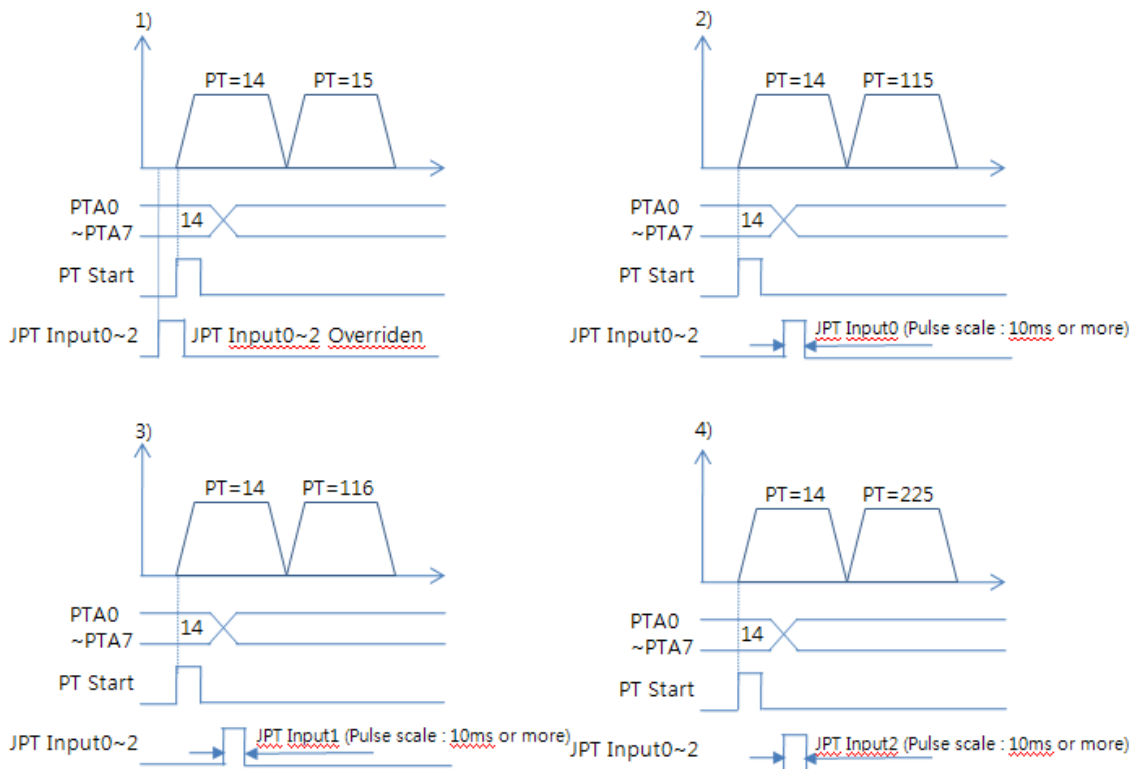 1)
PT=14
PT=15
PTA0
~PTA7
14
PT Start
JPT Input0~2
JPT Input0~2 Overriden
2)
PT=14
PT=115
PTA0
~PTA7
14
PT Start
JPT Input0~2
JPT Input0 (Pulse scale : 10ms or more)
3)
PT=14
PT=116
PTA0
~PTA7
14
PT Start
JPT Input0~2
JPT Input1 (Pulse scale : 10ms or more)
4)
PT=14
PT=225
PTA0
~PTA7
14
PT Start
JPT Input0~2
JPT Input2 (Pulse scale : 10ms or more)